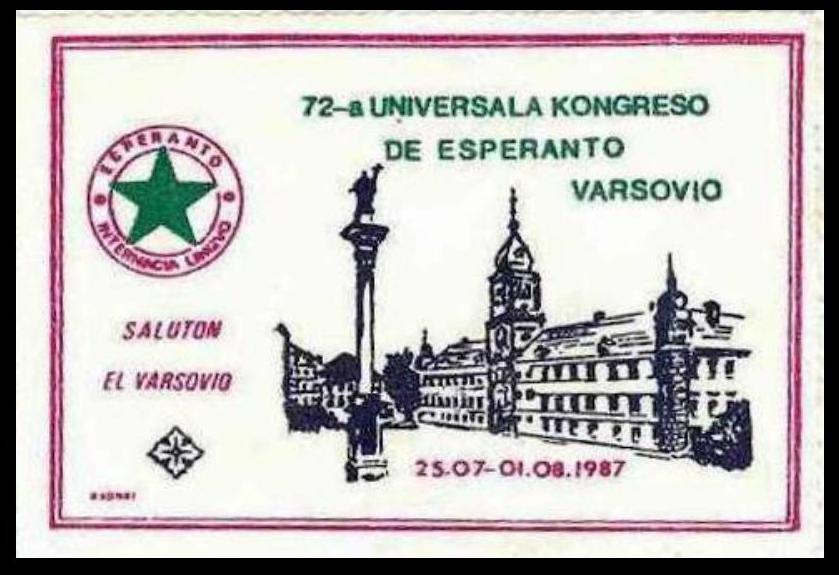 72-a UNIVERSALA KONGRESO
DE ESPERANTO
VARSOVIO
ESPERANTO
INTERNACIA LINGVO
SALUTON
EL VARSOVIO
25.07-01.08.1987